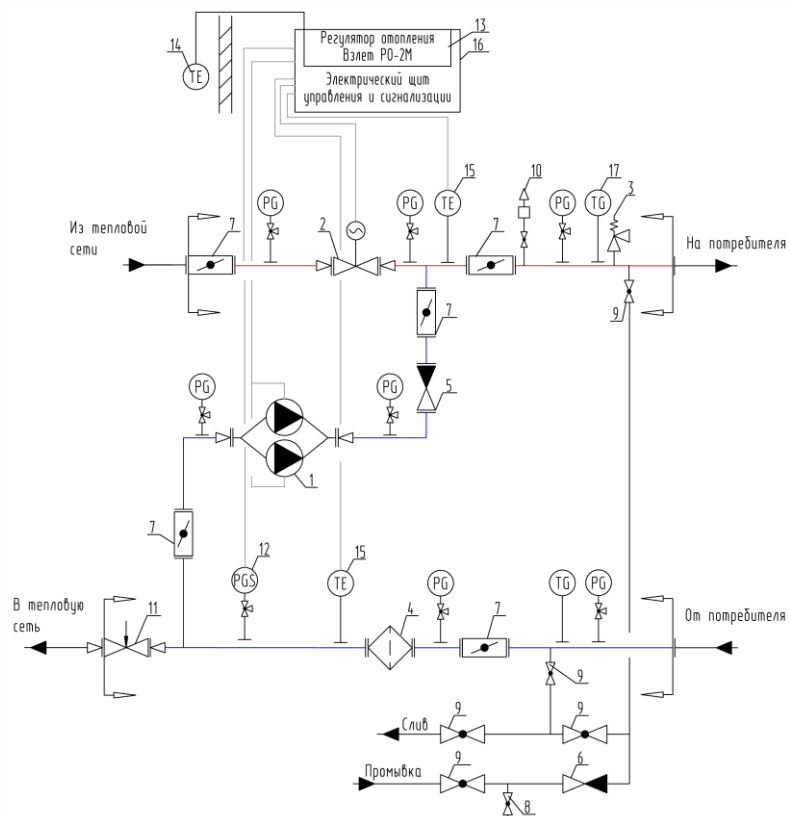 13
14
Регулятор отопления
Взлет РО-2М
16
TE
Электрический щит
управления и сигнализации
15
10
17
3
PG
PG
TE
PG
TG
Из тепловой
сети
7
2
7
На потребителя
9
7
PG
PG
5
1
7
12
15
PGS
TE
PG
TG
PG
В тепловую
сеть
11
4
7
От потребителя
9
Слив
9
9
Промывка
9
6
8